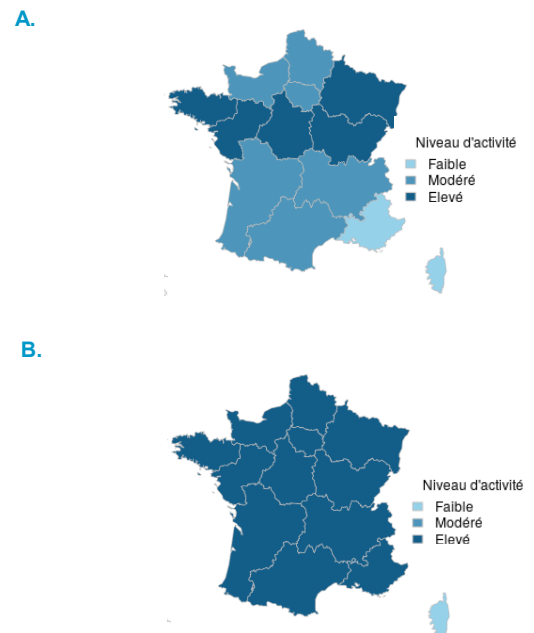 A.
Niveau d'activité
Faible
Modéré
Elevé
B.
Niveau d'activité
Faible
Modéré
Elevé